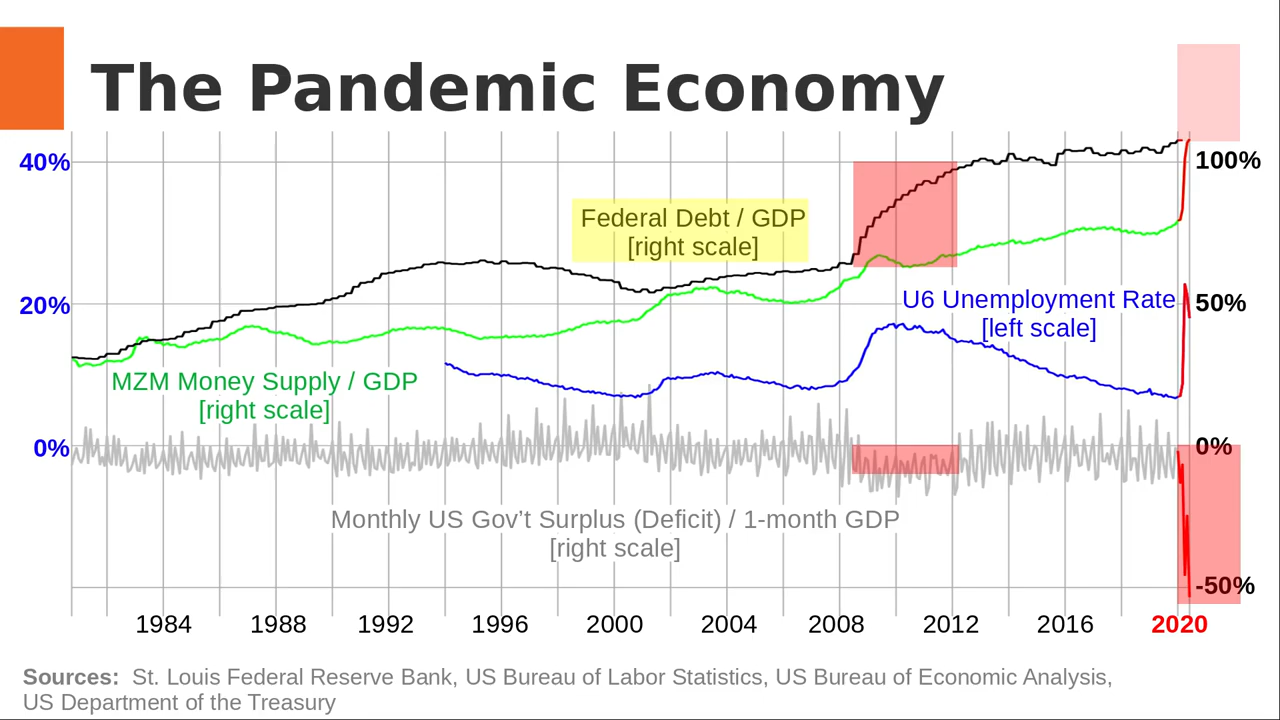 The Pandemic Economy
40%
100%
Federal Debt / GDP
[right scale]
20%
50%
U6 Unemployment Rate
[left scale]
MZM Money Supply / GDP
[right scale]
0%
0%
Monthly US Gov’t Surplus (Deficit) / 1-month GDP
[right scale]
-50%
1984 1988 1992 1996 2000 2004 2008 2012 2016 2020
Sources: St. Louis Federal Reserve Bank, US Bureau of Labor Statistics, US Bureau of Economic Analysis,
US Department of the Treasury